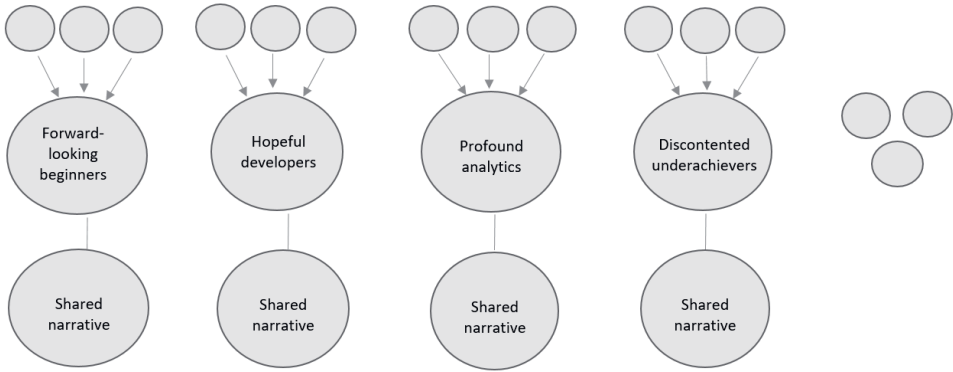 Forward-
looking
beginners
Hopeful
developers
Profound
analytics
Discontented
underachievers
Shared
narrative
Shared
narrative
Shared
narrative
Shared
narrative